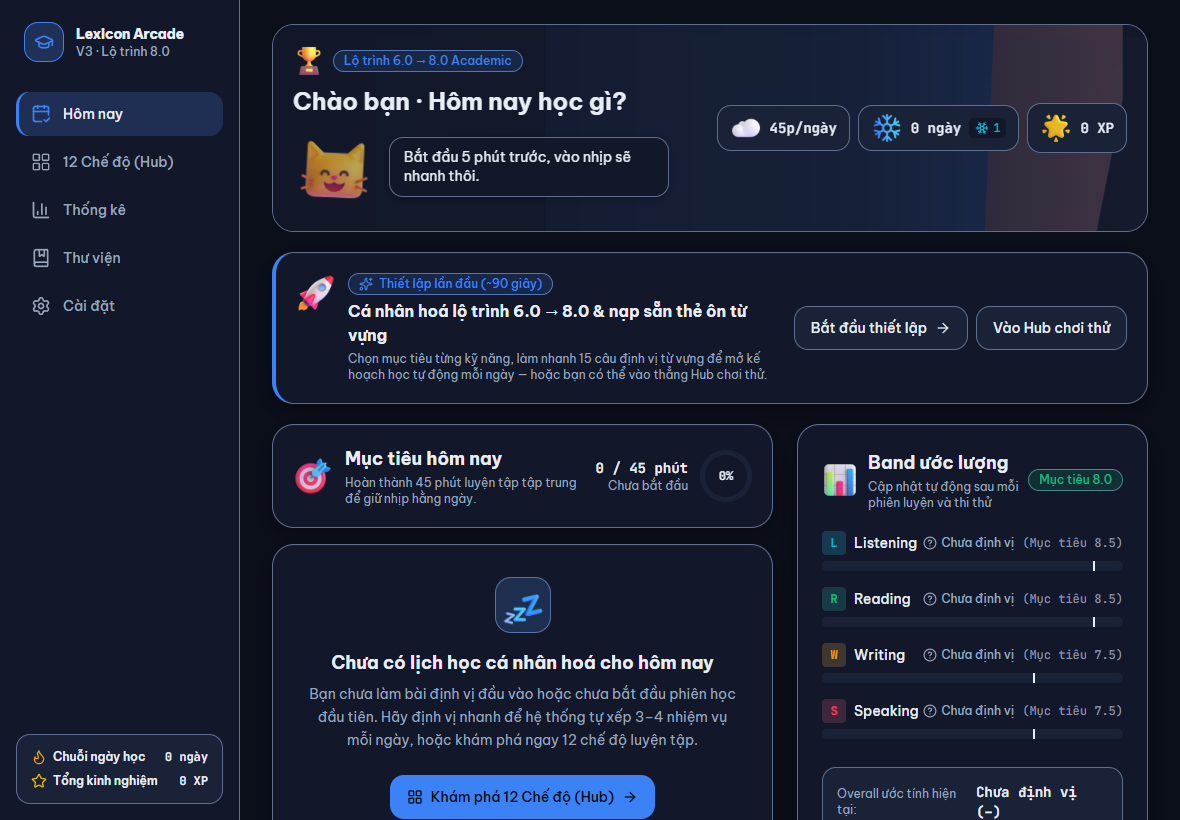 Lexicon Arcade
V3 · Lộ trình 8.0
Hôm nay
12 Chế độ (Hub)
Thống kê
Thư viện
Cài đặt
Chuỗi ngày học 0 ngày
Tổng kinh nghiệm 0 XP
Lộ trình 6.0 → 8.0 Academic
Chào bạn · Hôm nay học gì?
Bắt đầu 5 phút trước, vào nhịp sẽ
nhanh thôi.
45p/ngày
0 ngày
1
0 XP
Thiết lập lần đầu (~90 giây)
Cá nhân hoá lộ trình 6.0 → 8.0 & nạp sẵn thẻ ôn từ
vựng
Chọn mục tiêu từng kỹ năng, làm nhanh 15 câu định vị từ vựng để mở kế
hoạch học tự động mỗi ngày — hoặc bạn có thể vào thẳng Hub chơi thử.
Bắt đầu thiết lập →
Vào Hub chơi thử
Mục tiêu hôm nay
Hoàn thành 45 phút luyện tập tập trung
để giữ nhịp hằng ngày.
0 / 45 phút
Chưa bắt đầu
0%
zzZ
Chưa có lịch học cá nhân hoá cho hôm nay
Bạn chưa làm bài định vị đầu vào hoặc chưa bắt đầu phiên học
đầu tiên. Hãy định vị nhanh để hệ thống tự xếp 3–4 nhiệm vụ
mỗi ngày, hoặc khám phá ngay 12 chế độ luyện tập.
Khám phá 12 Chế độ (Hub) →
Band ước lượng
Cập nhật tự động sau mỗi
phiên luyện và thi thử
Mục tiêu 8.0
L Listening ? Chưa định vị (Mục tiêu 8.5)
R Reading ? Chưa định vị (Mục tiêu 8.5)
W Writing ? Chưa định vị (Mục tiêu 7.5)
S Speaking ? Chưa định vị (Mục tiêu 7.5)
Overall ước tính hiện
tại:
Chưa định vị
(–)